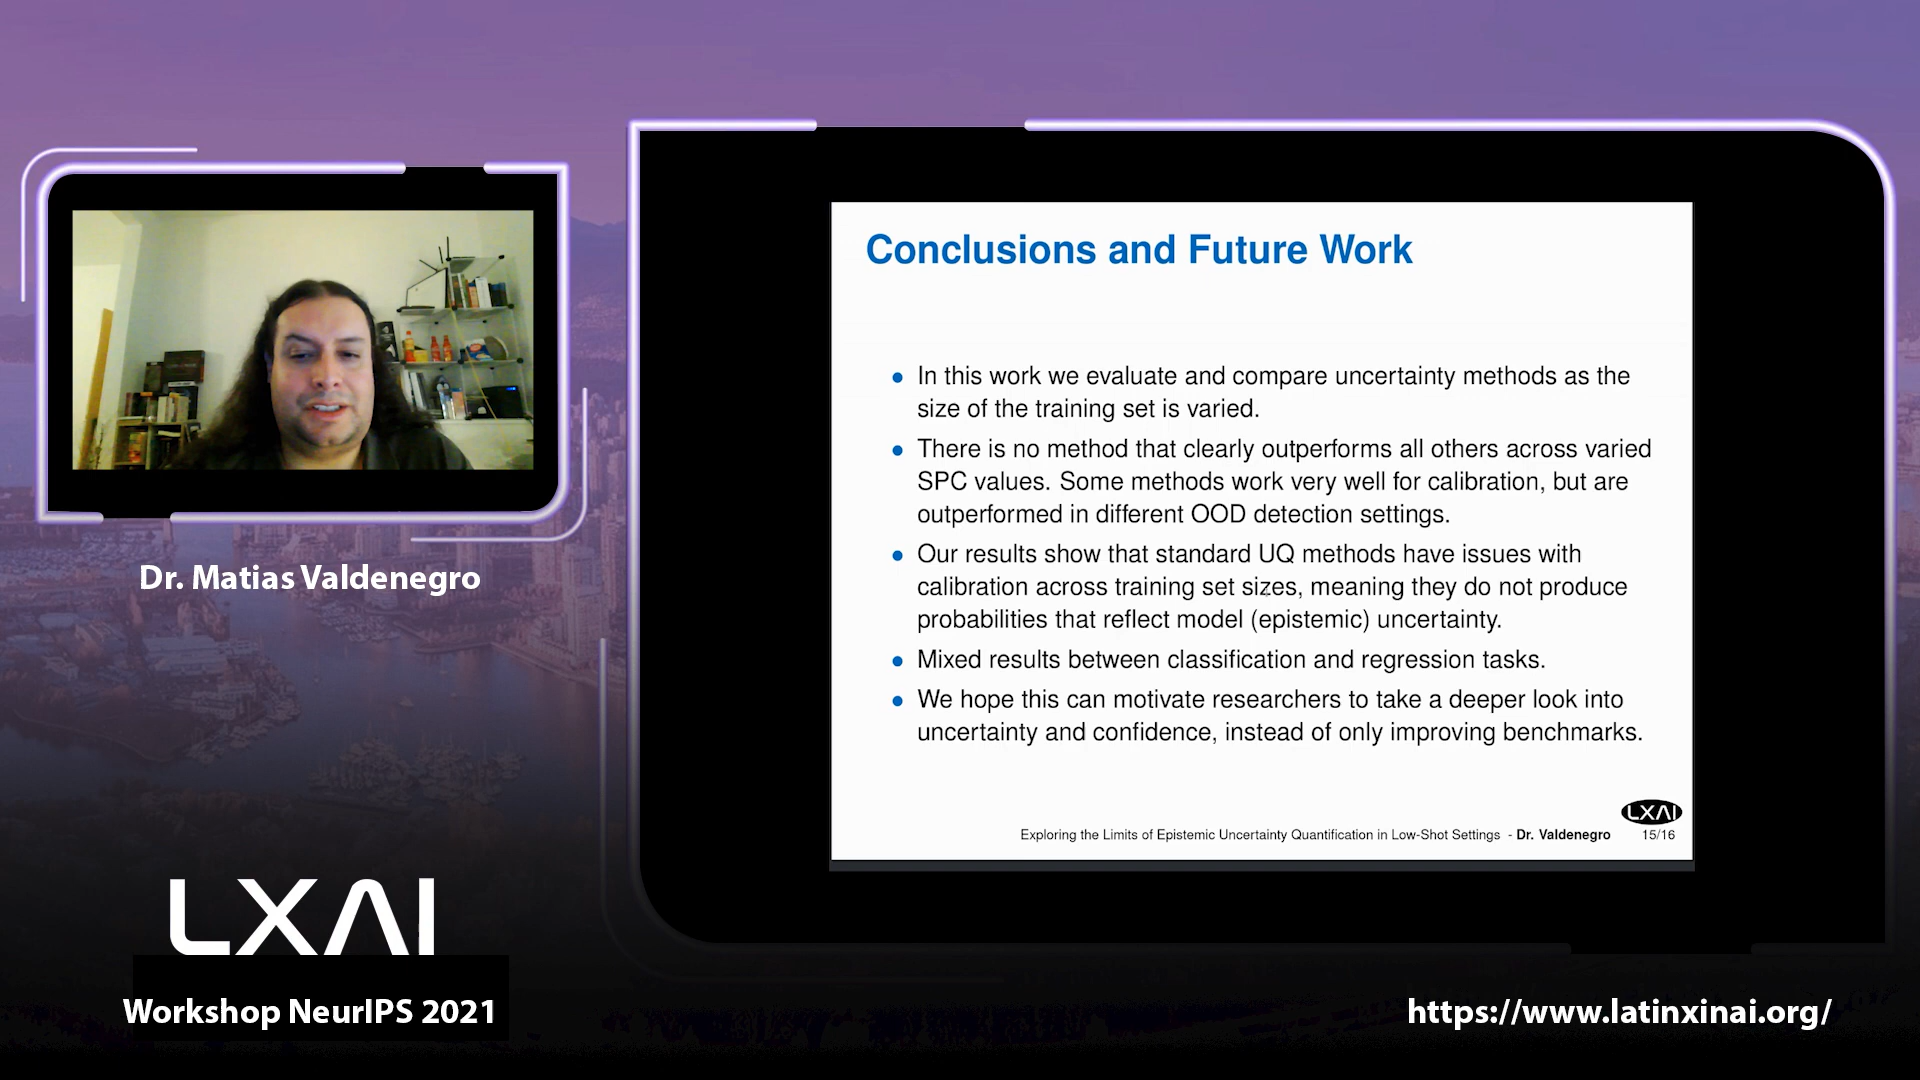 Conclusions and Future Work
In this work we evaluate and compare uncertainty methods as the
size of the training set is varied.
There is no method that clearly outperforms all others across varied
SPC values. Some methods work very well for calibration, but are
outperformed in different OOD detection settings.
Our results show that standard UQ methods have issues with
calibration across training set sizes, meaning they do not produce
probabilities that reflect model (epistemic) uncertainty.
Mixed results between classification and regression tasks.
We hope this can motivate researchers to take a deeper look into
uncertainty and confidence, instead of only improving benchmarks.
LXAI
Exploring the Limits of Epistemic Uncertainty Quantification in Low-Shot Settings - Dr. Valdenegro 15/16
Dr. Matias Valdenegro
LXAI
Workshop NeurIPS 2021
https://www.latinxinai.org/